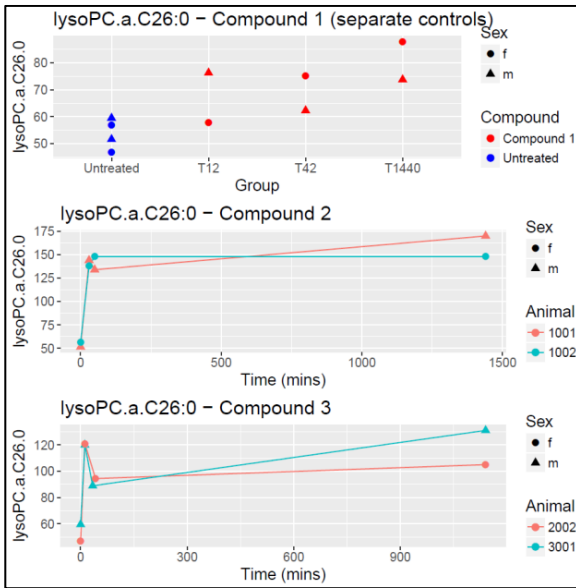 lysoPC.a.C26:0 − Compound 1 (separate controls)
lysoPC.a.C26.0
80
70
60
50
Untreated T12 T42 T1440
Group
Sex
f
m
Compound
Compound 1
Untreated
lysoPC.a.C26:0 − Compound 2
lysoPC.a.C26.0
175
150
125
100
75
50
0 500 1000 1500
Time (mins)
Sex
f
m
Animal
1001
1002
lysoPC.a.C26:0 − Compound 3
lysoPC.a.C26.0
120
100
80
60
0 300 600 900
Time (mins)
Sex
f
m
Animal
2002
3001